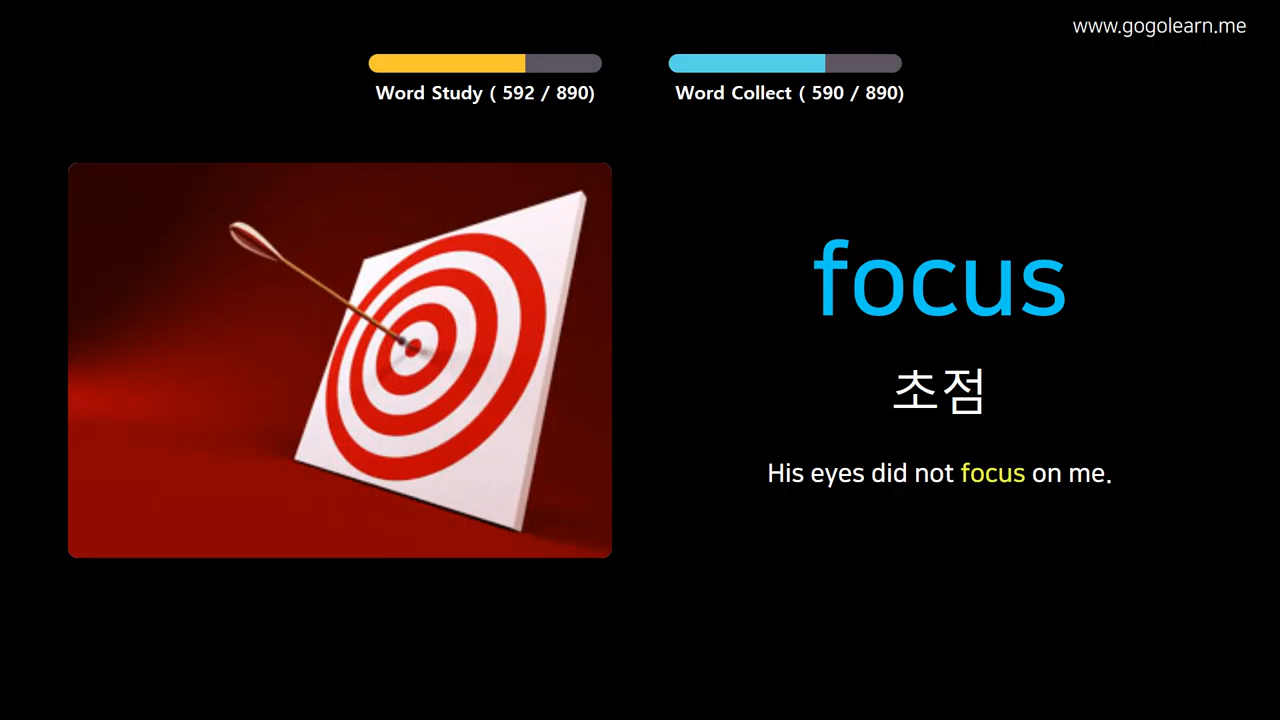 www.gogolearn.me
Word Study ( 592 / 890)
Word Collect ( 590 / 890)
focus
초점
His eyes did not focus on me.